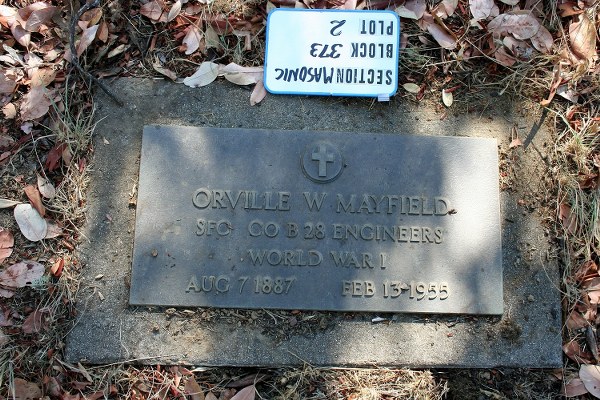 SECTION MASONIC
BLOCK 373
PLOT 2
ORVILLE W MAYFIELD
SFC CO B 28 ENGINEERS
WORLD WAR I
AUG 7 1887 FEB 13 1955